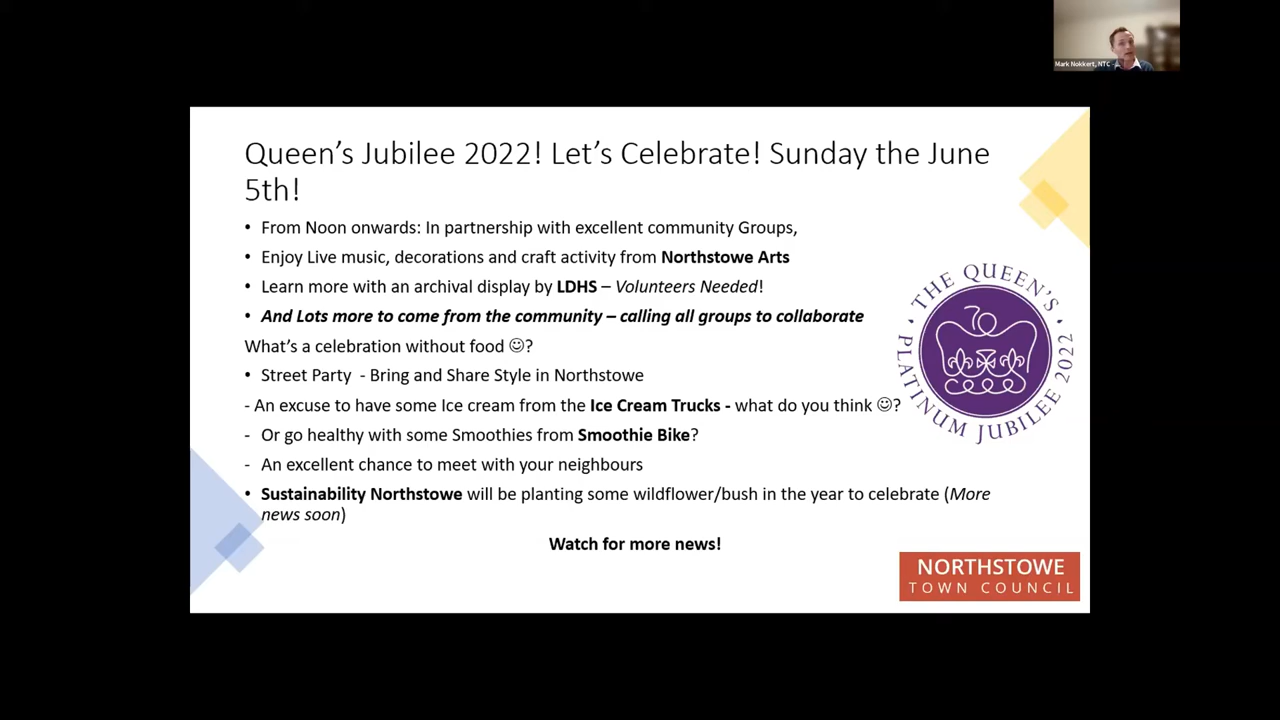 Mark Nokkert, NTC
Queen's Jubilee 2022! Let's Celebrate! Sunday the June
5th!
• From Noon onwards: In partnership with excellent community Groups,
• Enjoy Live music, decorations and craft activity from Northstowe Arts
• Learn more with an archival display by LDHS – Volunteers Needed!
• And Lots more to come from the community – calling all groups to collaborate
What's a celebration without food ☺?
• Street Party - Bring and Share Style in Northstowe
- An excuse to have some Ice cream from the Ice Cream Trucks - what do you think ☺?
- Or go healthy with some Smoothies from Smoothie Bike?
- An excellent chance to meet with your neighbours
• Sustainability Northstowe will be planting some wildflower/bush in the year to celebrate (More
news soon)
Watch for more news!
• THE QUEEN'S •
PLATINUM JUBILEE 2022
70
NORTHSTOWE
TOWN COUNCIL